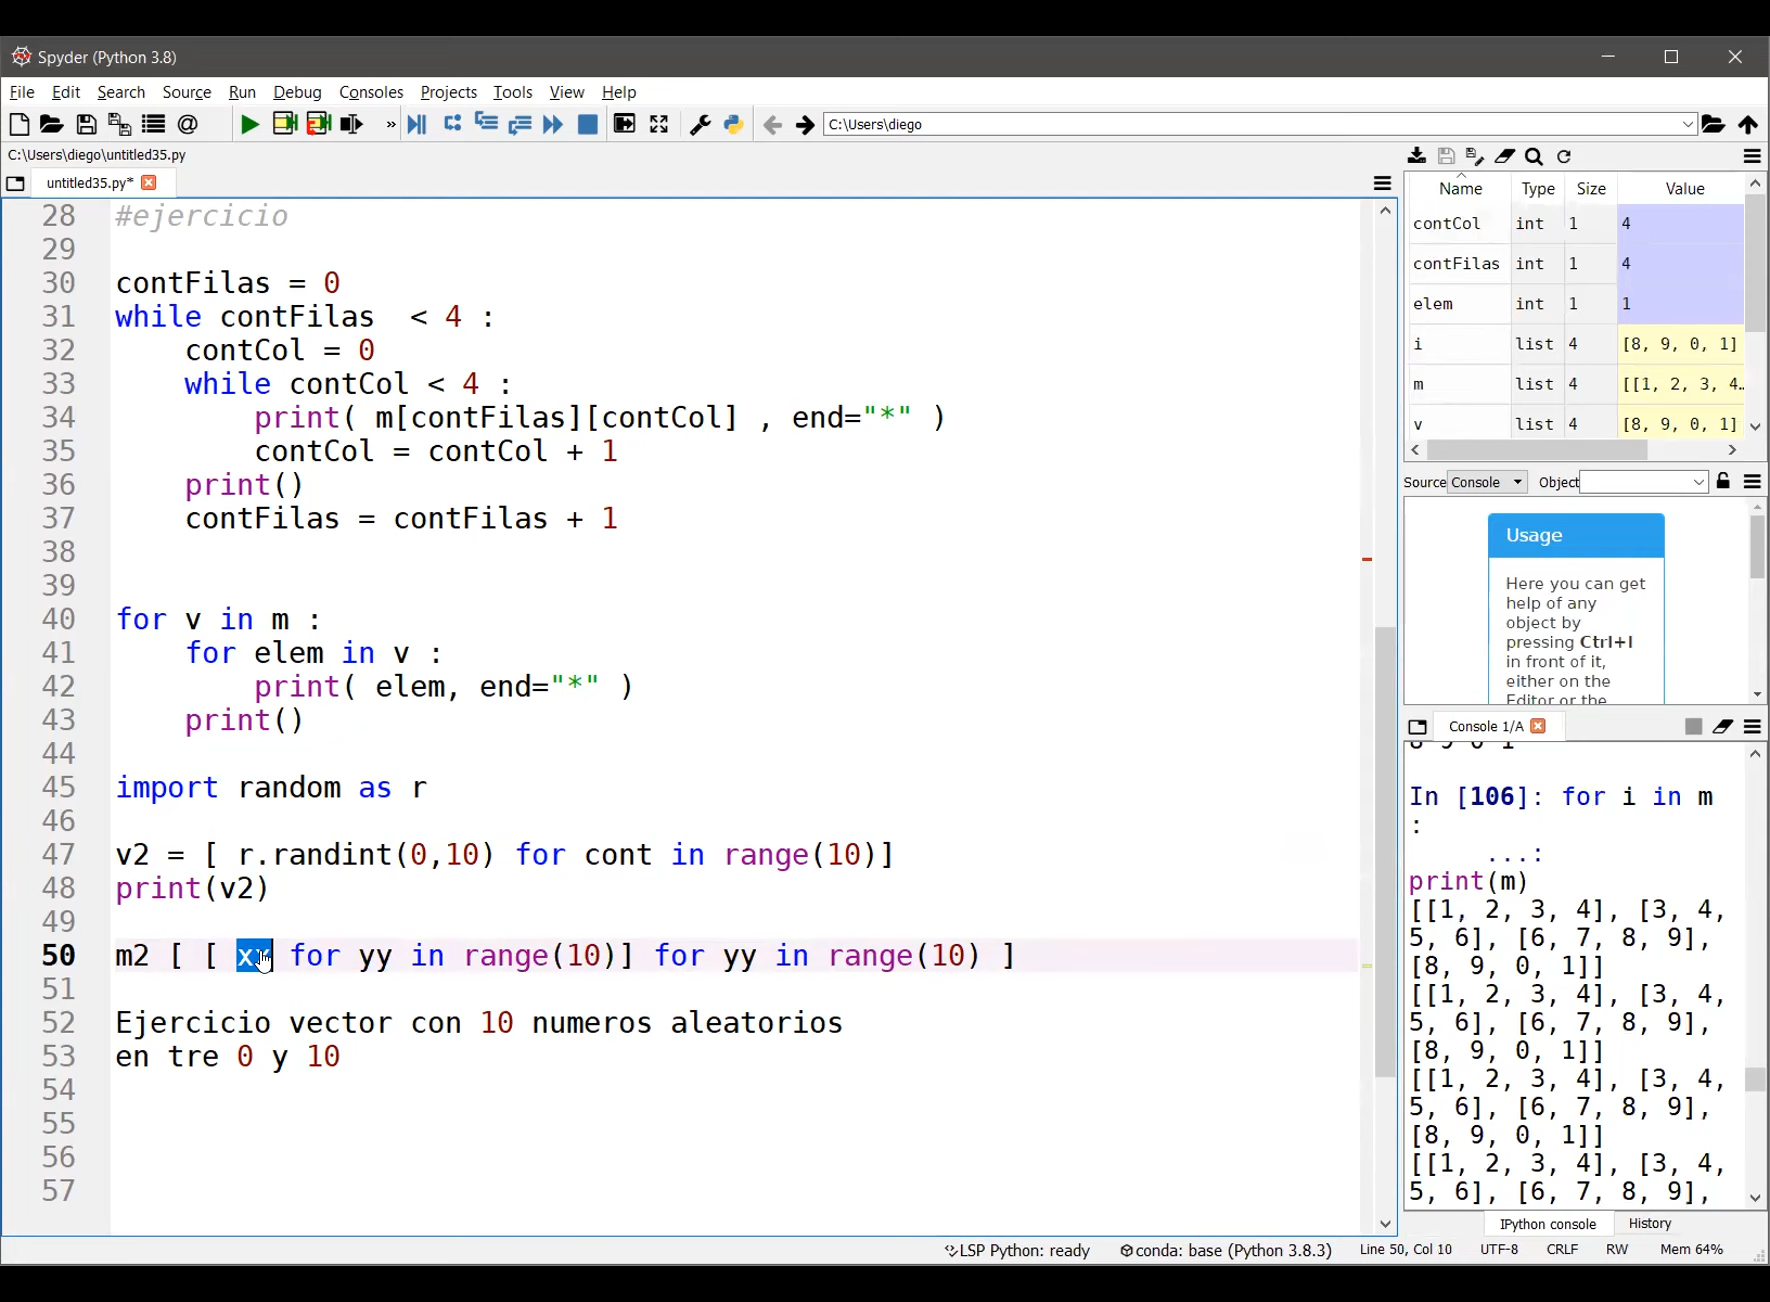 Spyder (Python 3.8)
File Edit Search Source Run Debug Consoles Projects Tools View Help
C:\Users\diego
C:\Users\diego\untitled35.py
untitled35.py*
28 #ejercicio
29
30 contFilas = 0
31 while contFilas  < 4 :
32     contCol = 0
33     while contCol < 4 :
34         print( m[contFilas][contCol] , end="*" )
35         contCol = contCol + 1
36     print()
37     contFilas = contFilas + 1
38
39
40 for v in m :
41     for elem in v :
42         print( elem, end="*" )
43     print()
44
45 import random as r
46
47 v2 = [ r.randint(0,10) for cont in range(10)]
48 print(v2)
49
50 m2 [ [ xx for yy in range(10)] for yy in range(10) ]
51
52 Ejercicio vector con 10 numeros aleatorios
53 en tre 0 y 10
54
55
56
57
Name Type Size Value
contCol int 1 4
contFilas int 1 4
elem int 1 1
i list 4 [8, 9, 0, 1]
m list 4 [[1, 2, 3, 4…
v list 4 [8, 9, 0, 1]
Source Console Object
Usage
Here you can get
help of any
object by
pressing Ctrl+I
in front of it,
either on the
Editor or the
Console 1/A
8 9 0 1
In [106]: for i in m
:
...:
print(m)
[[1, 2, 3, 4], [3, 4,
5, 6], [6, 7, 8, 9],
[8, 9, 0, 1]]
[[1, 2, 3, 4], [3, 4,
5, 6], [6, 7, 8, 9],
[8, 9, 0, 1]]
[[1, 2, 3, 4], [3, 4,
5, 6], [6, 7, 8, 9],
[8, 9, 0, 1]]
[[1, 2, 3, 4], [3, 4,
5, 6], [6, 7, 8, 9],
IPython console History
LSP Python: ready conda: base (Python 3.8.3) Line 50, Col 10 UTF-8 CRLF RW Mem 64%